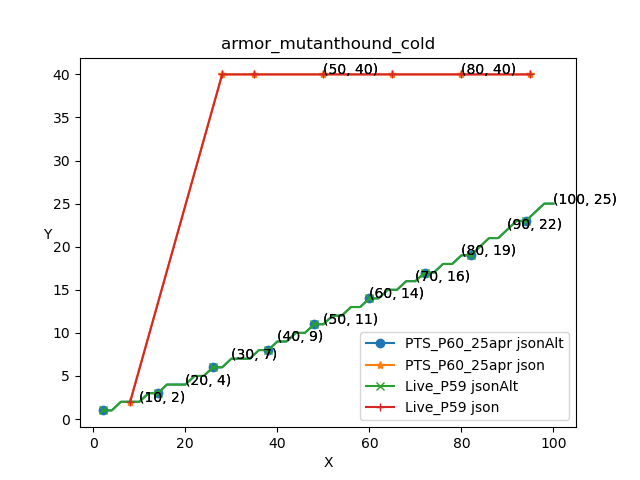 armor_mutanthound_cold
40
(50, 40)
(80, 40)
35
30
25
(100, 25)
Y
(90, 22)
20
(80, 19)
(70, 16)
15
(60, 14)
(50, 11)
10
(40, 9)
(30, 7)
5
(20, 4)
(10, 2)
0
PTS_P60_25apr jsonAlt
PTS_P60_25apr json
Live_P59 jsonAlt
Live_P59 json
0 20 40 60 80 100
X